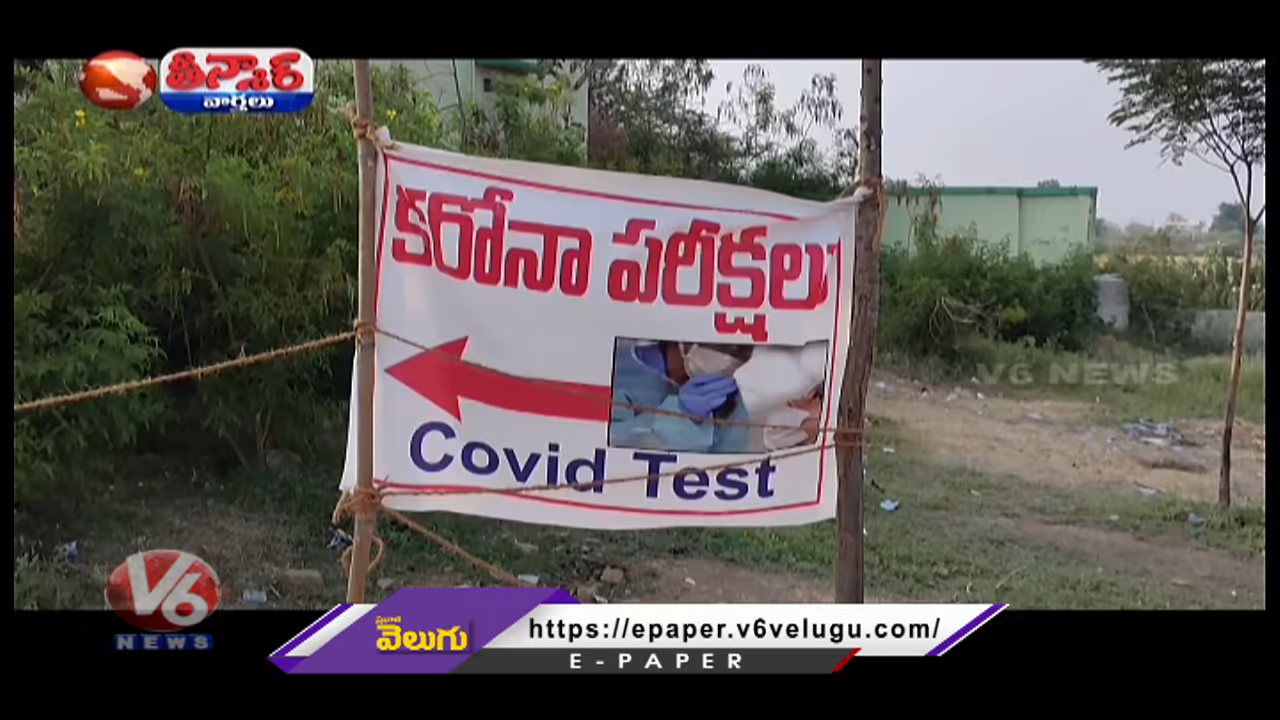 తీన్మార్
వార్తలు
కరోనా పరీక్షలు
Covid Test
V6 NEWS
V6
NEWS
వెలుగు
https://epaper.v6velugu.com/
E-PAPER